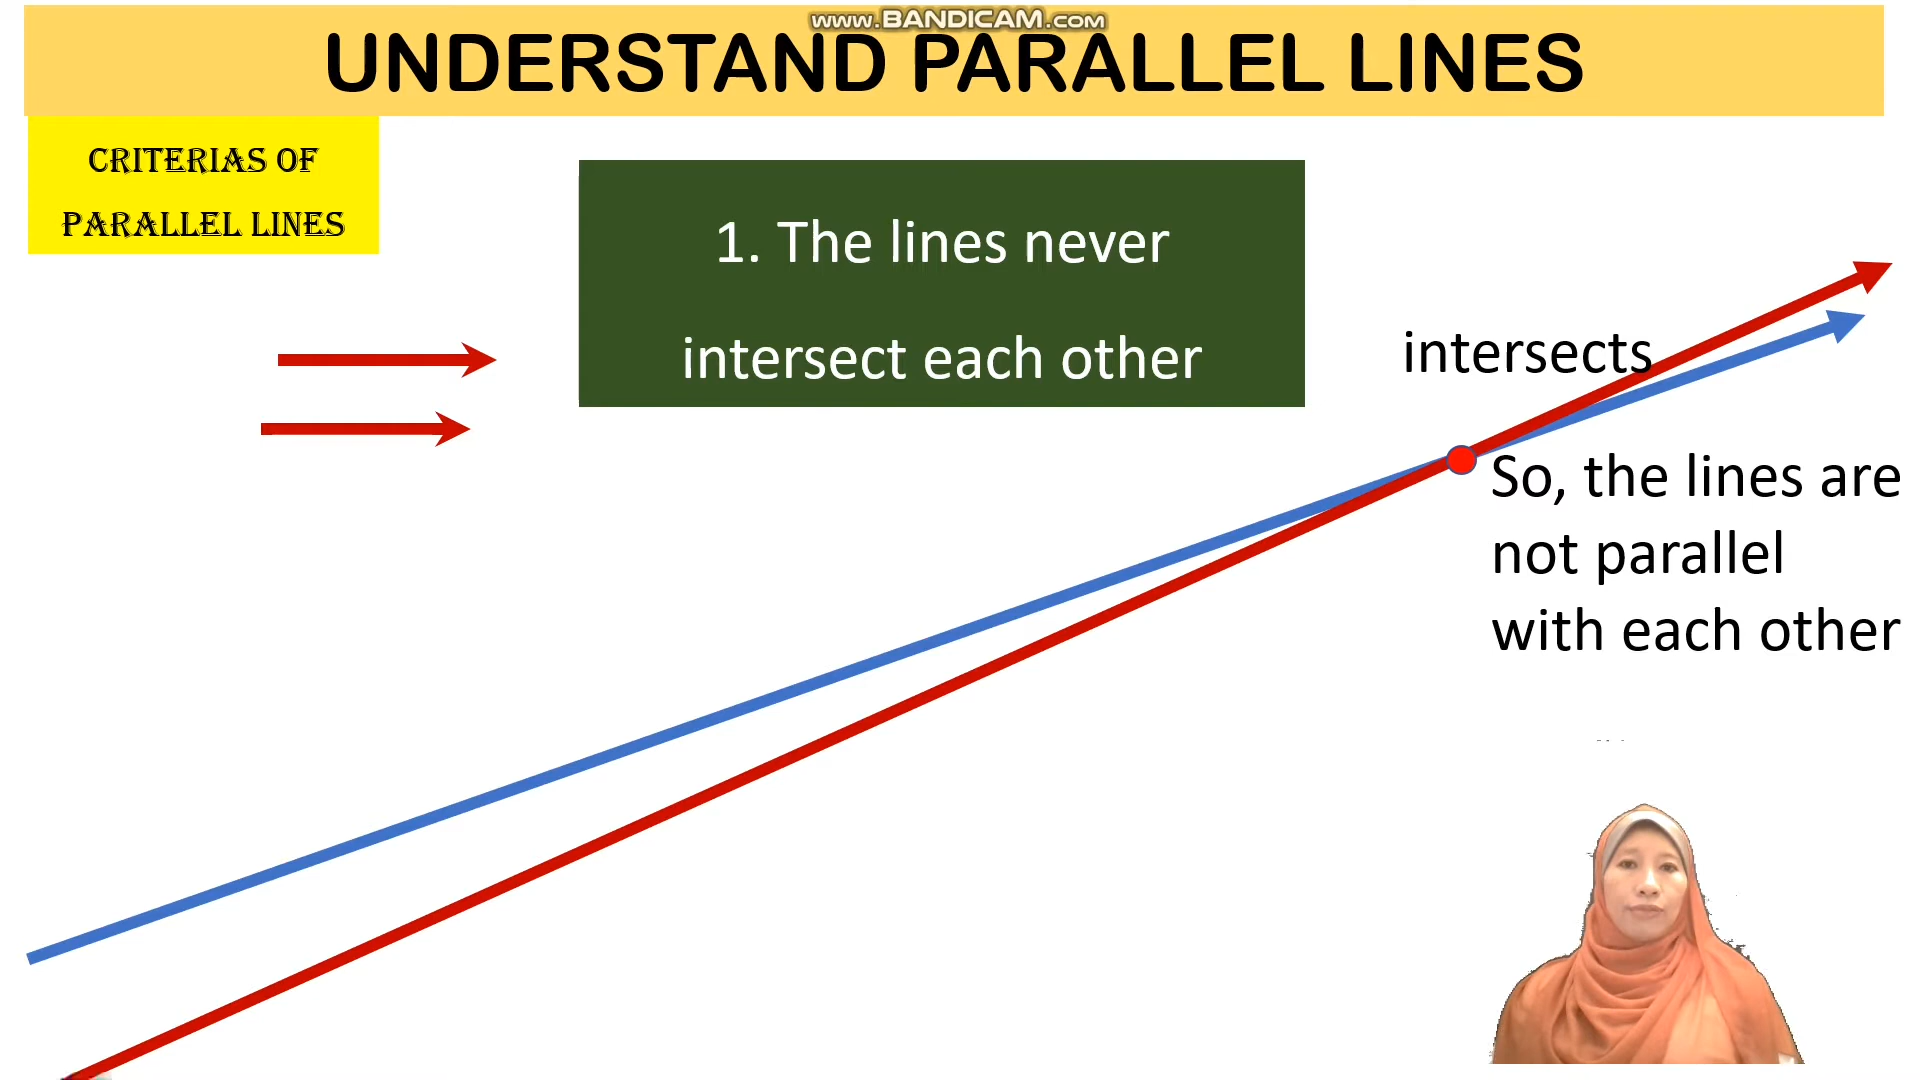 www.BANDICAM.com
UNDERSTAND PARALLEL LINES
CRITERIAS OF
PARALLEL LINES
1. The lines never
intersect each other
intersects
So, the lines are
not parallel
with each other